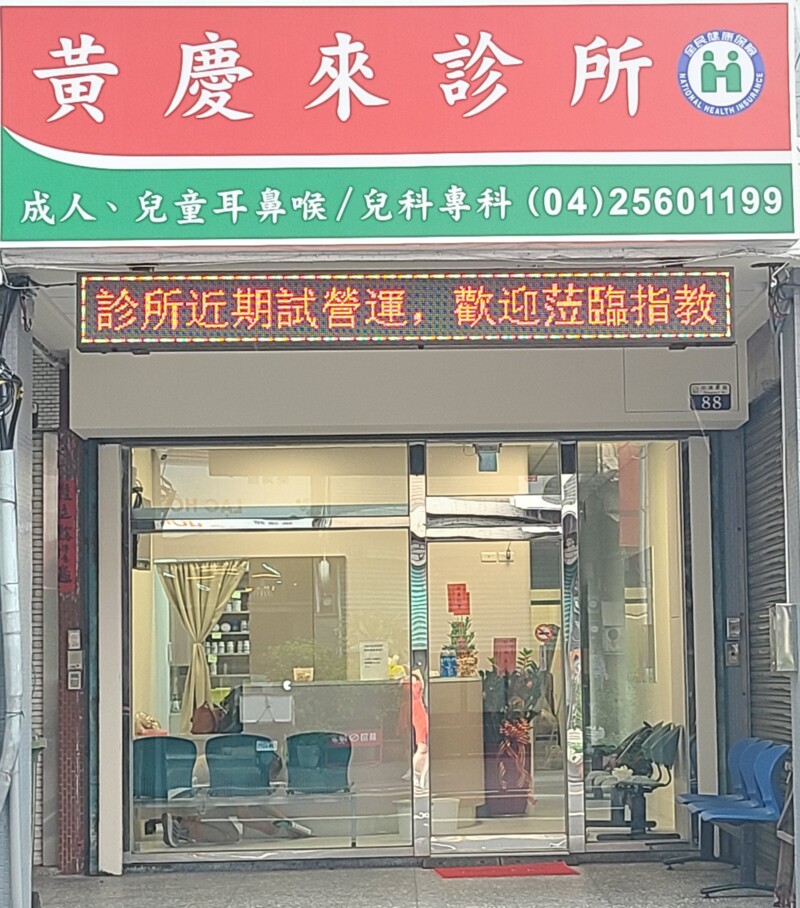 黃慶來診所
全民健康保險
NATIONAL HEALTH INSURANCE
成人、兒童耳鼻喉/兒科專科 (04)25601199
診所近期試營運，歡迎蒞臨指教
88